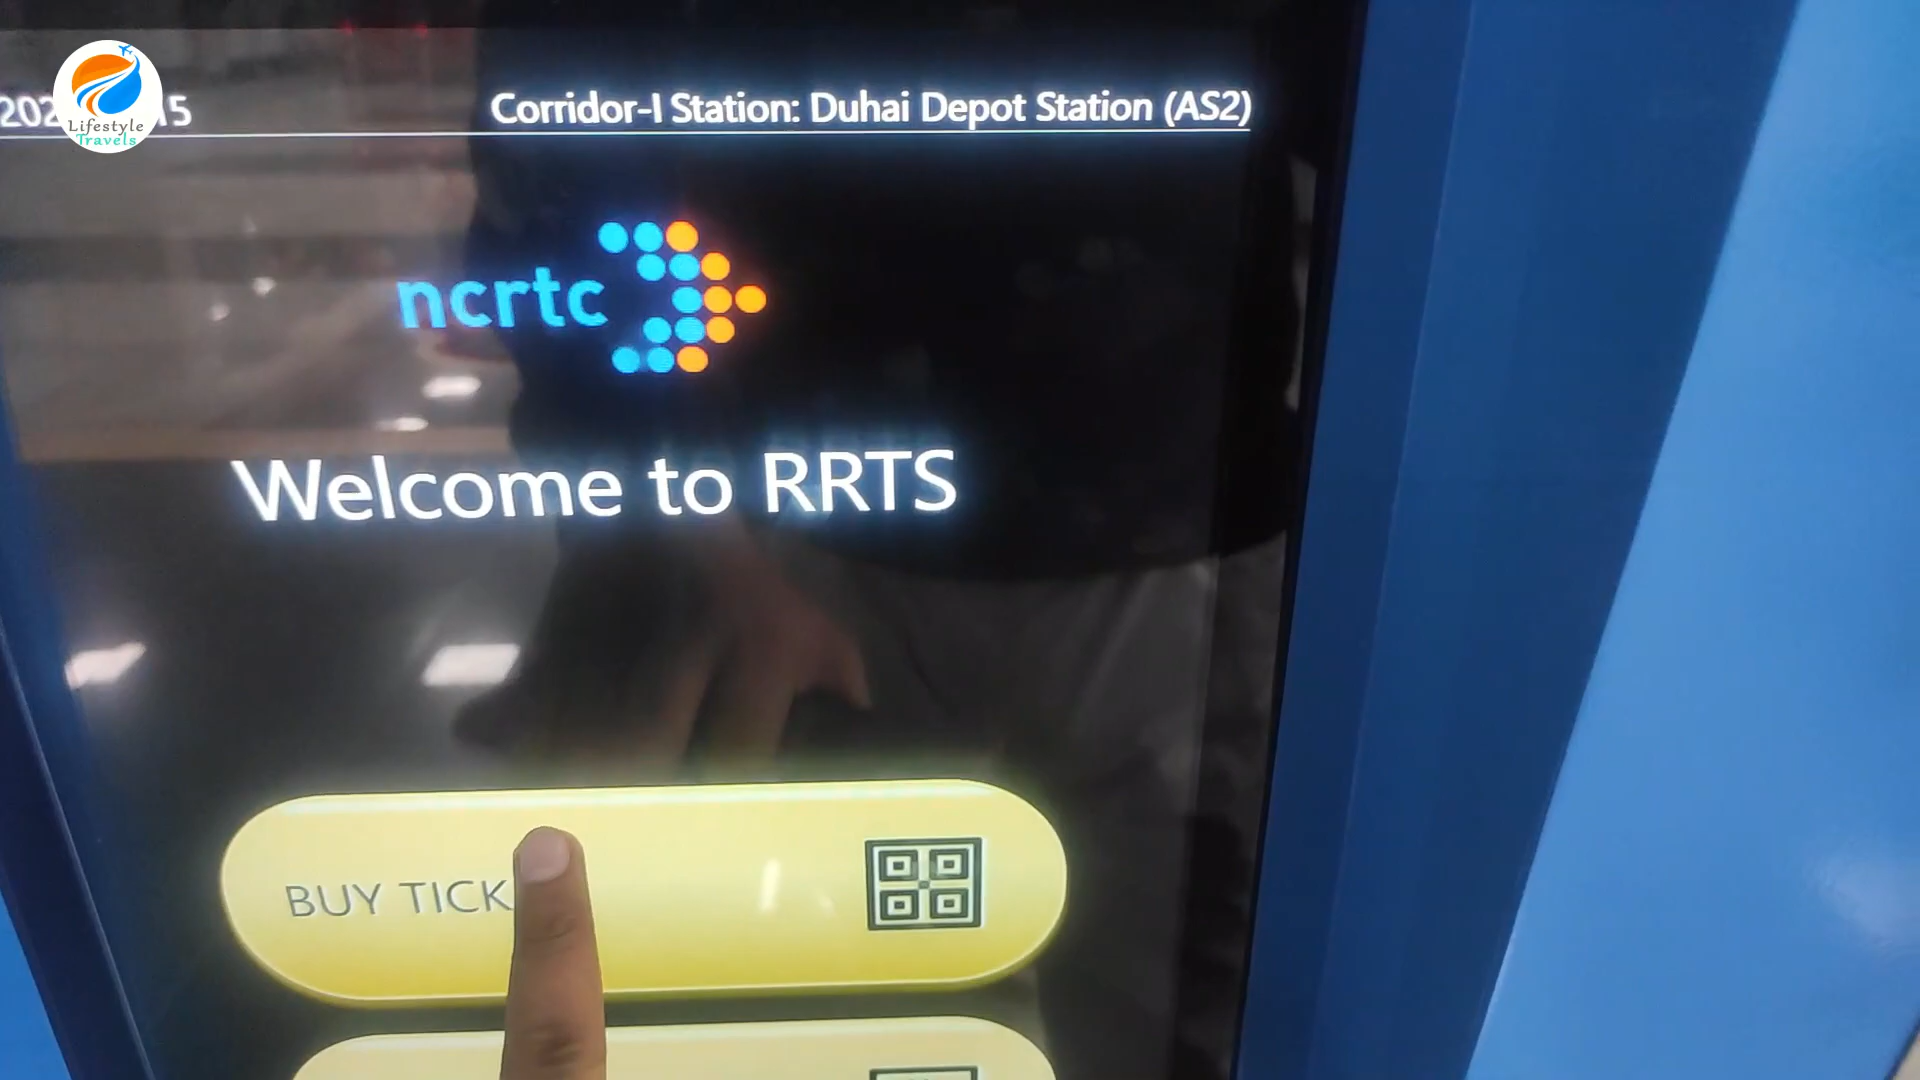 Lifestyle
Travels
Corridor-I Station: Duhai Depot Station (AS2)
ncrtc
Welcome to RRTS
BUY TICK